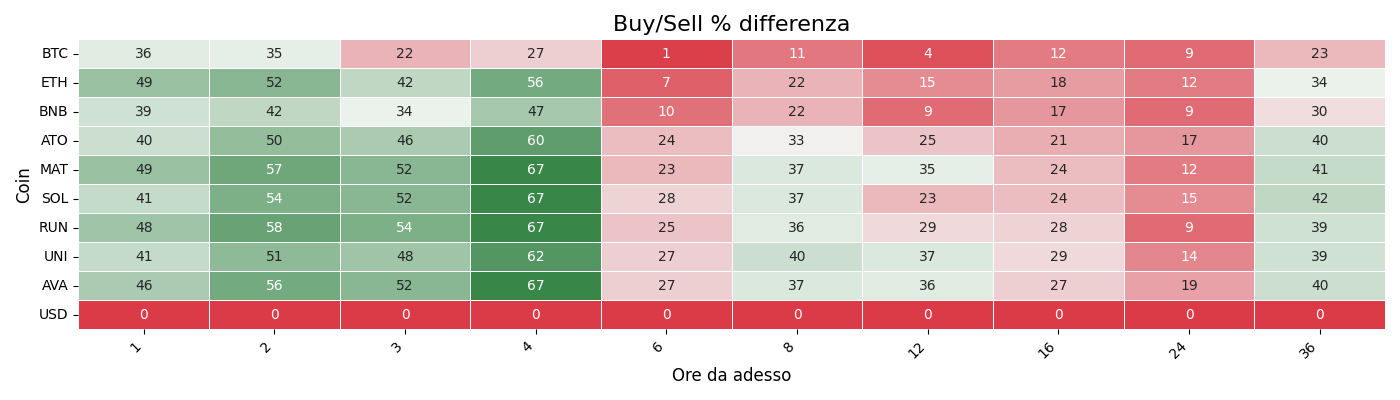 Buy/Sell % differenza
BTC 36 35 22 27 1 11 4 12 9 23
ETH 49 52 42 56 7 22 15 18 12 34
BNB 39 42 34 47 10 22 9 17 9 30
ATO 40 50 46 60 24 33 25 21 17 40
MAT 49 57 52 67 23 37 35 24 12 41
SOL 41 54 52 67 28 37 23 24 15 42
RUN 48 58 54 67 25 36 29 28 9 39
UNI 41 51 48 62 27 40 37 29 14 39
AVA 46 56 52 67 27 37 36 27 19 40
USD 0 0 0 0 0 0 0 0 0 0
Coin
1 2 3 4 6 8 12 16 24 36
Ore da adesso